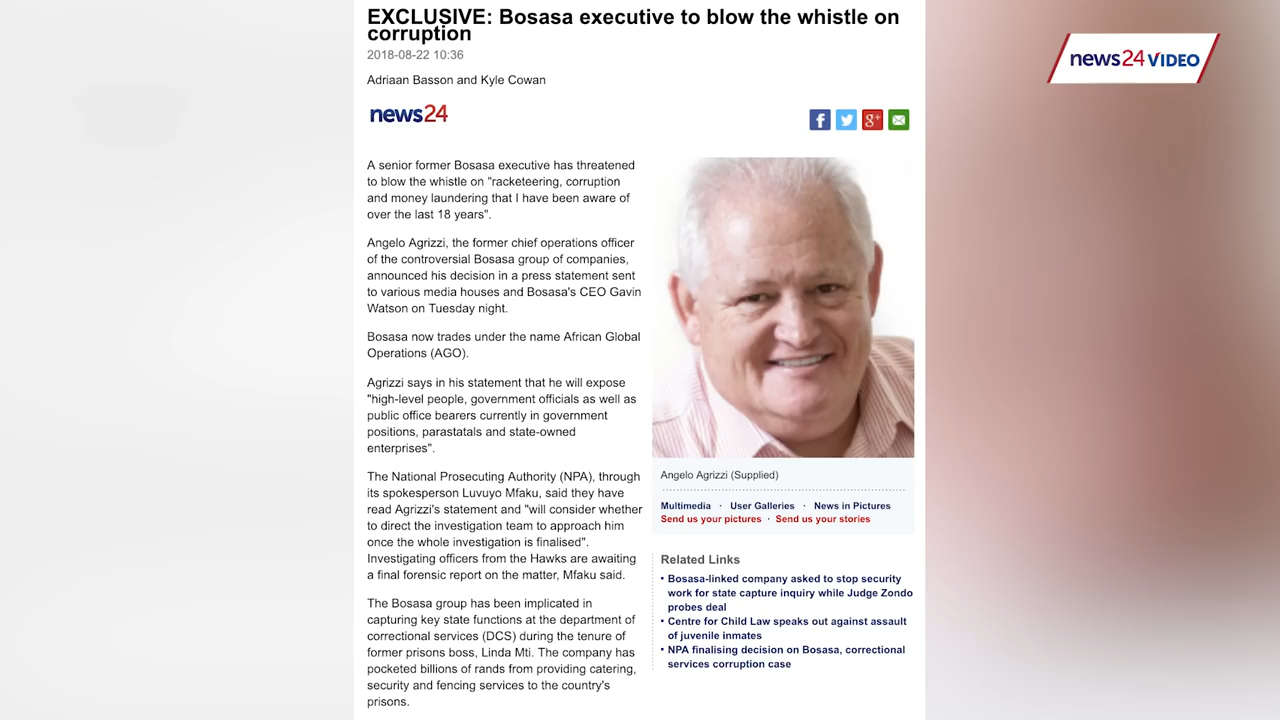 EXCLUSIVE: Bosasa executive to blow the whistle on
corruption
2018-08-22 10:36
Adriaan Basson and Kyle Cowan
news24
f
g+
news24 VIDEO
A senior former Bosasa executive has threatened
to blow the whistle on "racketeering, corruption
and money laundering that I have been aware of
over the last 18 years".
Angelo Agrizzi, the former chief operations officer
of the controversial Bosasa group of companies,
announced his decision in a press statement sent
to various media houses and Bosasa's CEO Gavin
Watson on Tuesday night.
Bosasa now trades under the name African Global
Operations (AGO).
Agrizzi says in his statement that he will expose
"high-level people, government officials as well as
public office bearers currently in government
positions, parastatals and state-owned
enterprises".
The National Prosecuting Authority (NPA), through
its spokesperson Luvuyo Mfaku, said they have
read Agrizzi's statement and "will consider whether
to direct the investigation team to approach him
once the whole investigation is finalised".
Investigating officers from the Hawks are awaiting
a final forensic report on the matter, Mfaku said.
The Bosasa group has been implicated in
capturing key state functions at the department of
correctional services (DCS) during the tenure of
former prisons boss, Linda Mti. The company has
pocketed billions of rands from providing catering,
security and fencing services to the country's
prisons.
Angelo Agrizzi (Supplied)
Multimedia · User Galleries · News in Pictures
Send us your pictures · Send us your stories
Related Links
Bosasa-linked company asked to stop security
work for state capture inquiry while Judge Zondo
probes deal
Centre for Child Law speaks out against assault
of juvenile inmates
NPA finalising decision on Bosasa, correctional
services corruption case